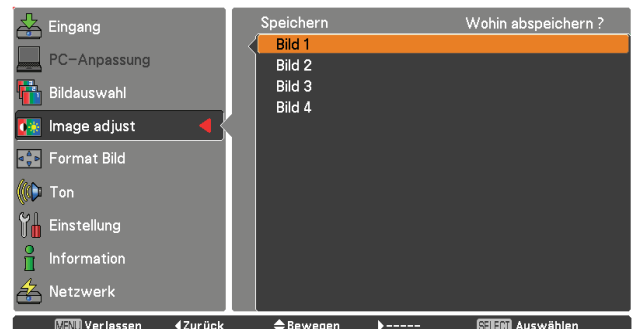 Eingang
PC-Anpassung
Bildauswahl
Image adjust
Format Bild
Ton
Einstellung
Information
Netzwerk
Speichern Wohin abspeichern ?
Bild 1
Bild 2
Bild 3
Bild 4
MENU Verlassen Zurück Bewegen ----- SELECT Auswählen